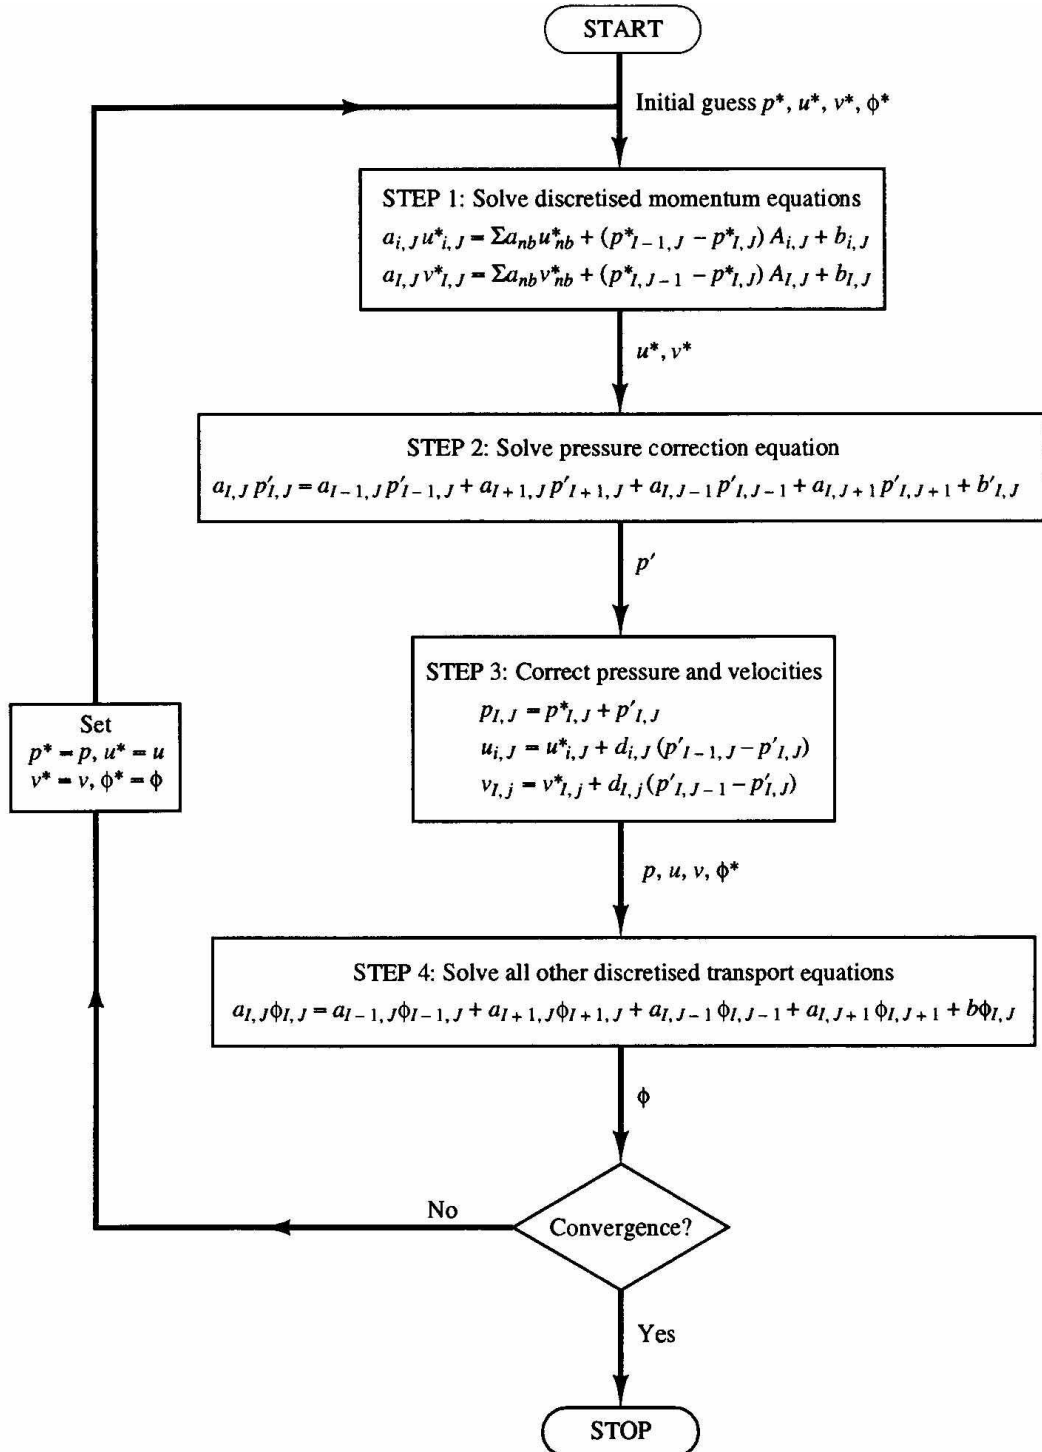 START
Initial guess p*, u*, v*, ϕ*
STEP 1: Solve discretised momentum equations
a_{i,J} u*_{i,J} = Σa_{nb} u*_{nb} + (p*_{I−1,J} − p*_{I,J}) A_{i,J} + b_{i,J}
a_{I,J} v*_{I,J} = Σa_{nb} v*_{nb} + (p*_{I,J−1} − p*_{I,J}) A_{I,J} + b_{I,J}
u*, v*
STEP 2: Solve pressure correction equation
a_{I,J} p′_{I,J} = a_{I−1,J} p′_{I−1,J} + a_{I+1,J} p′_{I+1,J} + a_{I,J−1} p′_{I,J−1} + a_{I,J+1} p′_{I,J+1} + b′_{I,J}
p′
STEP 3: Correct pressure and velocities
p_{I,J} = p*_{I,J} + p′_{I,J}
u_{i,J} = u*_{i,J} + d_{i,J} (p′_{I−1,J} − p′_{I,J})
v_{I,j} = v*_{I,j} + d_{I,j} (p′_{I,J−1} − p′_{I,J})
Set
p* = p, u* = u
v* = v, ϕ* = ϕ
p, u, v, ϕ*
STEP 4: Solve all other discretised transport equations
a_{I,J} ϕ_{I,J} = a_{I−1,J} ϕ_{I−1,J} + a_{I+1,J} ϕ_{I+1,J} + a_{I,J−1} ϕ_{I,J−1} + a_{I,J+1} ϕ_{I,J+1} + bϕ_{I,J}
ϕ
No
Convergence?
Yes
STOP